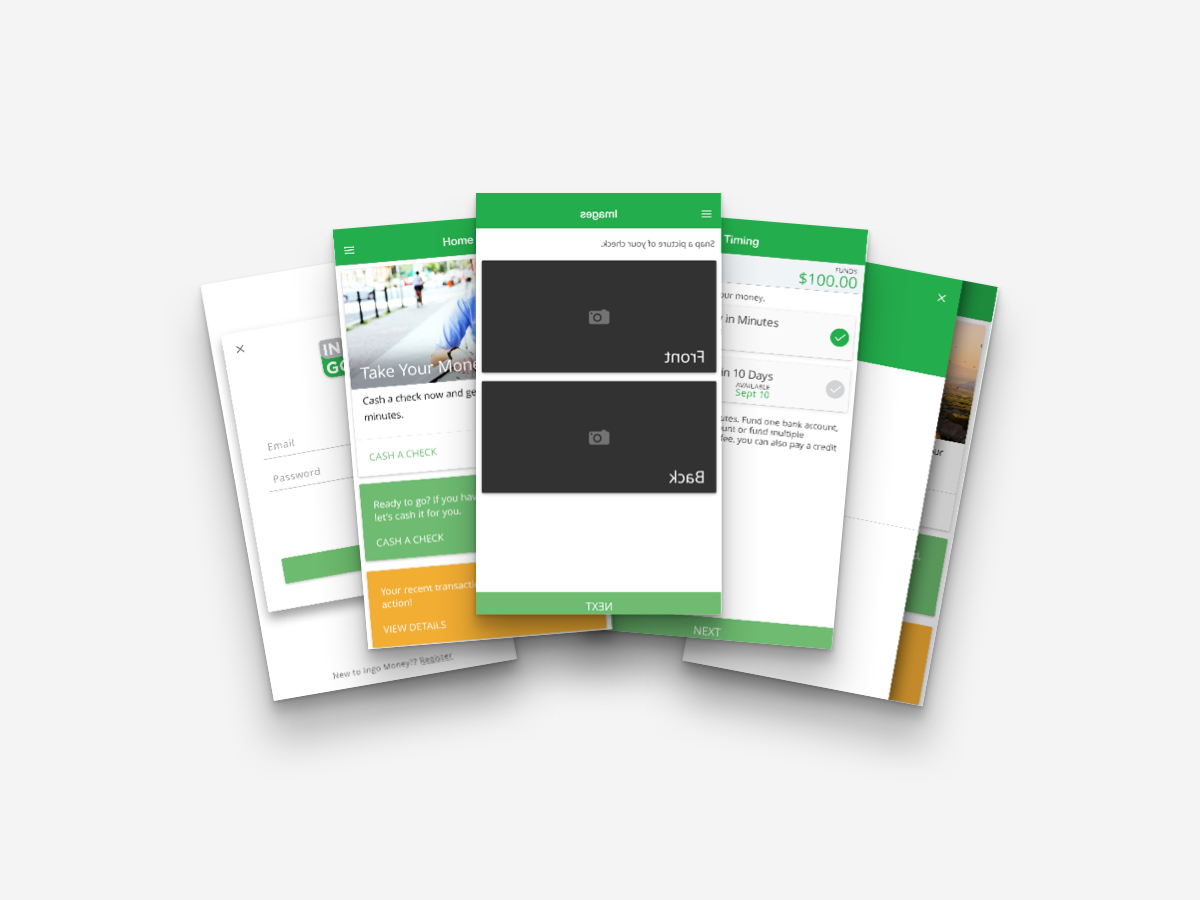 IN
GO
Email
Password
New to Ingo Money?? Register
Home
Take Your Mone
Cash a check now and ge
minutes.
CASH A CHECK
Ready to go? If you hav
let's cash it for you.
CASH A CHECK
Your recent transactio
action!
VIEW DETAILS
Images
Snap a picture of your check.
Front
Back
NEXT
Timing
FUNDS
$100.00
our money.
in Minutes
in 10 Days
AVAILABLE
Sept 10
utes. Fund one bank account,
unt or fund multiple
fee, you can also pay a credit
NEXT